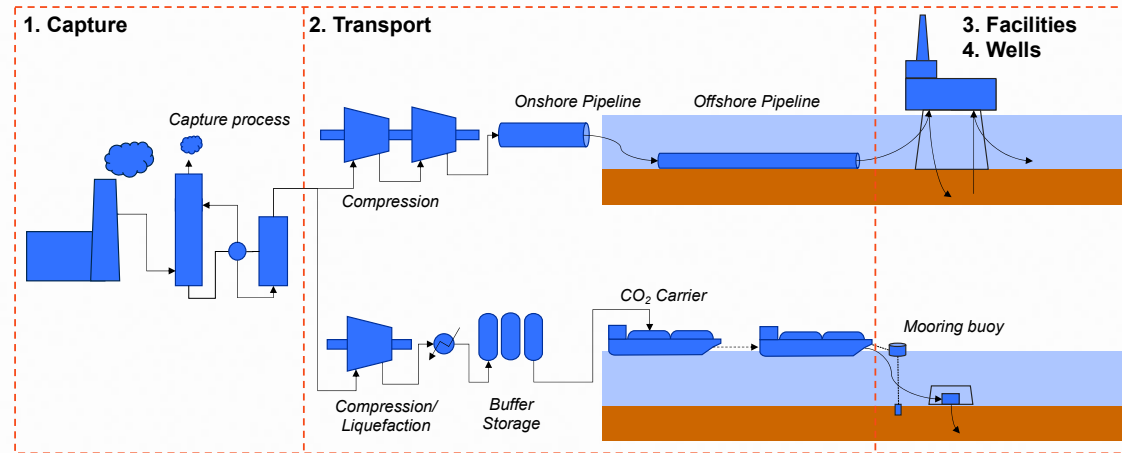 1. Capture
2. Transport
3. Facilities
4. Wells
Capture process
Onshore Pipeline
Offshore Pipeline
Compression
CO₂ Carrier
Mooring buoy
Compression/
Liquefaction
Buffer
Storage